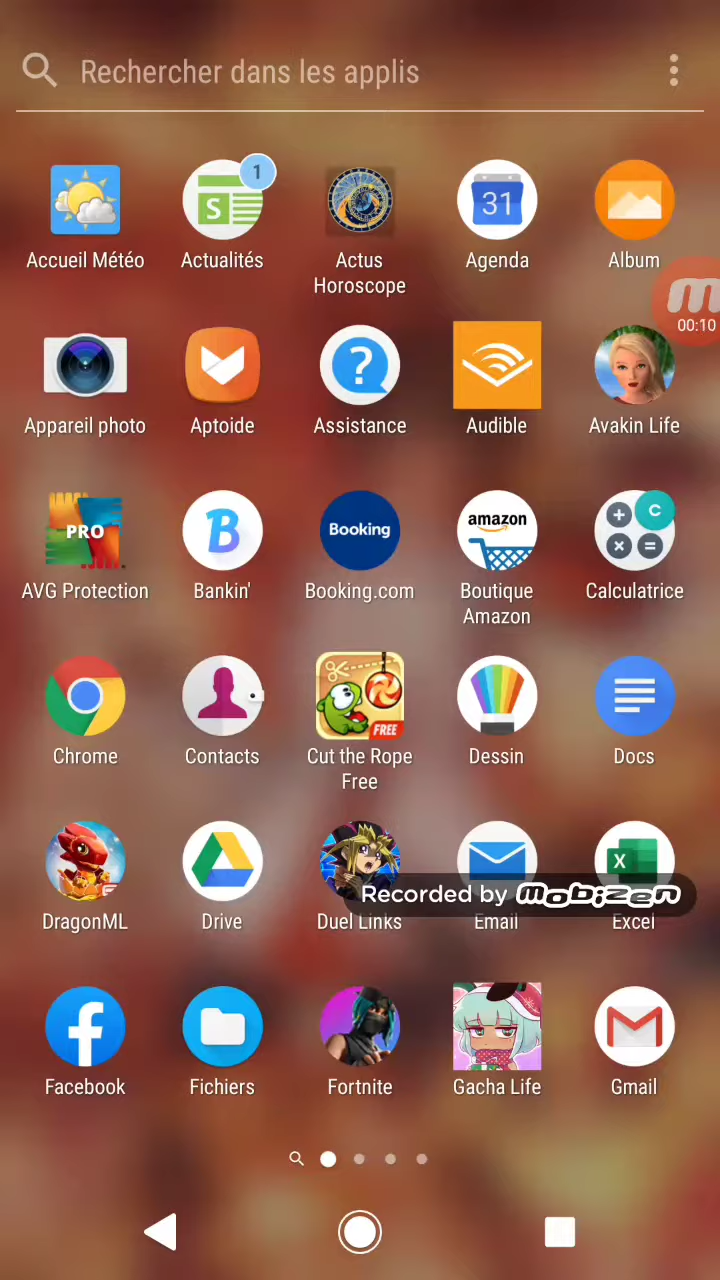 Rechercher dans les applis
1
S
31
Accueil Météo
Actualités
Actus
Horoscope
Agenda
Album
m
00:10
?
Appareil photo
Aptoide
Assistance
Audible
Avakin Life
PRO
B
Booking
amazon
C
AVG Protection
Bankin'
Booking.com
Boutique
Amazon
Calculatrice
FREE
Chrome
Contacts
Cut the Rope
Free
Dessin
Docs
X
Recorded by mobizen
DragonML
Drive
Duel Links
Email
Excel
f
Facebook
Fichiers
Fortnite
Gacha Life
Gmail